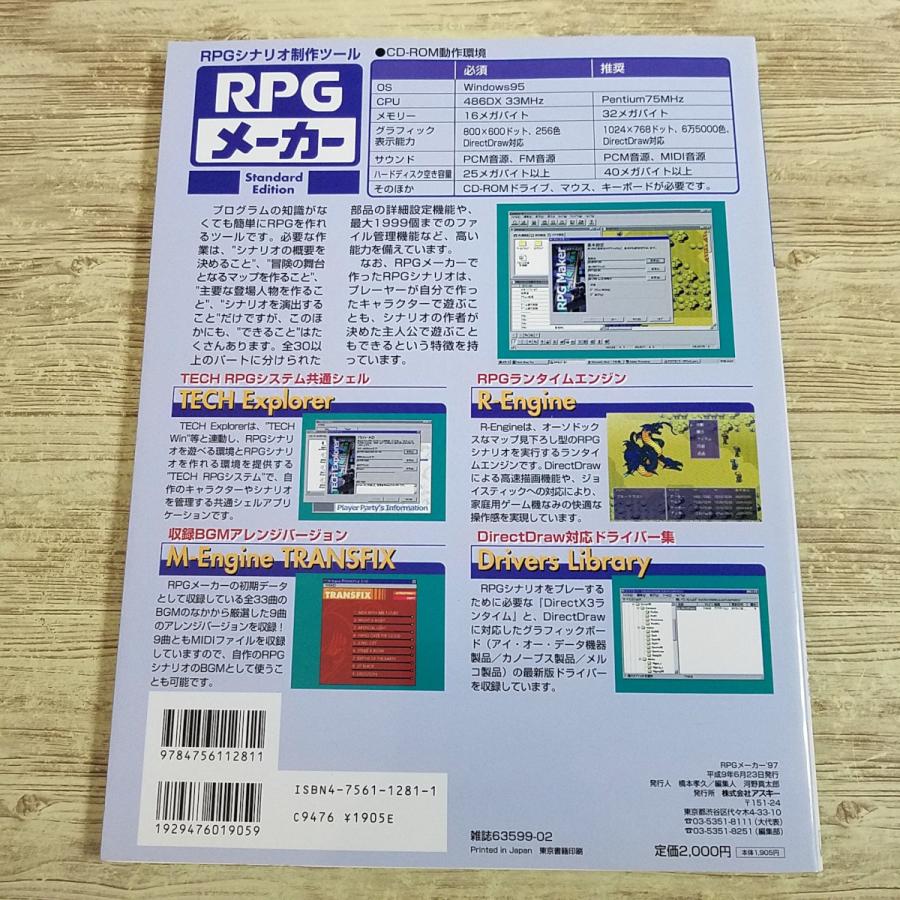 RPGシナリオ制作ツール
RPG
メーカー
Standard
Edition
●CD-ROM動作環境
必須 推奨
OS Windows95
CPU 486DX 33MHz Pentium75MHz
メモリー 16メガバイト 32メガバイト
グラフィック 800×600ドット、256色 1024×768ドット、6万5000色、
表示能力 DirectDraw対応 DirectDraw対応
サウンド PCM音源、FM音源 PCM音源、MIDI音源
ハードディスク空き容量 25メガバイト以上 40メガバイト以上
そのほか CD-ROMドライブ、マウス、キーボードが必要です。
プログラムの知識がな
くても簡単にRPGを作れ
るツールです。必要な作
業は、"シナリオの概要を
決めること"、"冒険の舞台
となるマップを作ること"、
"主要な登場人物を作るこ
と"、"シナリオを演出する
こと"だけですが、このほ
かにも、"できること"はた
くさんあります。全30以
上のパートに分けられた
部品の詳細設定機能や、
最大1999個までのファ
イル管理機能など、高い
能力を備えています。
なお、RPGメーカーで
作ったRPGシナリオは、
プレーヤーが自分で作っ
たキャラクターで遊ぶこ
とも、シナリオの作者が
決めた主人公で遊ぶこと
もできるという特徴を持
っています。
RPG Maker
TECH RPGシステム共通シェル
TECH Explorer
TECH Explorerは、"TECH
Win"等と連動し、RPGシナリ
オを遊べる環境とRPGシナリ
オを作れる環境を提供する
"TECH RPGシステム"で、自
作のキャラクターやシナリオ
を管理する共通シェルアプリ
ケーションです。
TECH Explorer
Player Party's Information
RPGランタイムエンジン
R-Engine
R-Engineは、オーソドック
スなマップ見下ろし型のRPG
シナリオを実行するランタイ
ムエンジンです。DirectDraw
による高速描画機能や、ジョ
イスティックへの対応により、
家庭用ゲーム機なみの快適な
操作感を実現しています。
収録BGMアレンジバージョン
M-Engine TRANSFIX
RPGメーカーの初期データ
として収録している全33曲の
BGMのなかから厳選した9曲
のアレンジバージョンを収録!
9曲ともMIDIファイルを収録
していますので、自作のRPG
シナリオのBGMとして使うこ
とも可能です。
TRANSFIX
DirectDraw対応ドライバー集
Drivers Library
RPGシナリオをプレーする
ために必要な「DirectX3ラ
ンタイム」と、DirectDraw
に対応したグラフィックボー
ド(アイ・オー・データ機器
製品/カノープス製品/メル
コ製品)の最新版ドライバー
を収録しています。
9784756112811
1929476019059
ISBN4-7561-1281-1
C9476 ¥1905E
雑誌63599-02
Printed in Japan 東京書籍印刷
RPGメーカー'97
平成9年6月23日発行
発行人 橋本孝久/編集人 河野真太郎
発行所 株式会社アスキー
〒151-24
東京都渋谷区代々木4-33-10
☎03-5351-8111(大代表)
☎03-5351-8251(編集部)
定価2,000円 本体1,905円